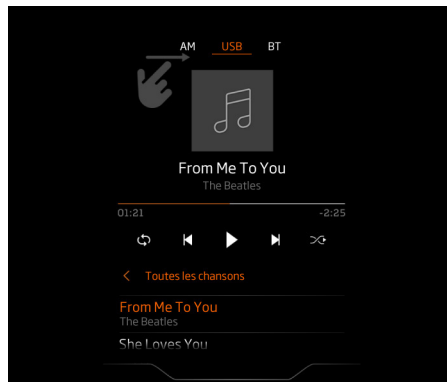 AM USB BT
From Me To You
The Beatles
01:21 -2:25
Toutes les chansons
From Me To You
The Beatles
She Loves You